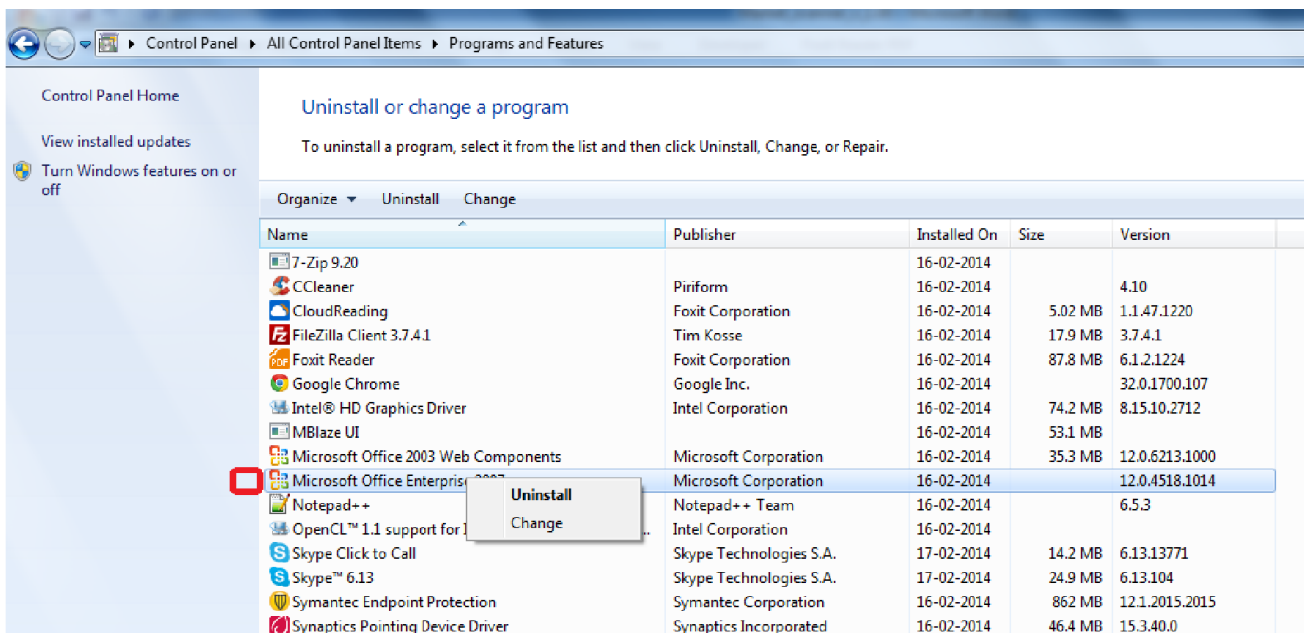 Control Panel ▸ All Control Panel Items ▸ Programs and Features
Control Panel Home
View installed updates
Turn Windows features on or
off
Uninstall or change a program
To uninstall a program, select it from the list and then click Uninstall, Change, or Repair.
Organize Uninstall Change
Name Publisher Installed On Size Version
7-Zip 9.20 16-02-2014
CCleaner Piriform 16-02-2014 4.10
CloudReading Foxit Corporation 16-02-2014 5.02 MB 1.1.47.1220
FileZilla Client 3.7.4.1 Tim Kosse 16-02-2014 17.9 MB 3.7.4.1
Foxit Reader Foxit Corporation 16-02-2014 87.8 MB 6.1.2.1224
Google Chrome Google Inc. 16-02-2014 32.0.1700.107
Intel® HD Graphics Driver Intel Corporation 16-02-2014 74.2 MB 8.15.10.2712
MBlaze UI 16-02-2014 53.1 MB
Microsoft Office 2003 Web Components Microsoft Corporation 16-02-2014 35.3 MB 12.0.6213.1000
Microsoft Office Enterprise 2007 Microsoft Corporation 16-02-2014 12.0.4518.1014
Uninstall
Change
Notepad++ Notepad++ Team 16-02-2014 6.5.3
OpenCL™ 1.1 support for .. Intel Corporation 16-02-2014
Skype Click to Call Skype Technologies S.A. 17-02-2014 14.2 MB 6.13.13771
Skype™ 6.13 Skype Technologies S.A. 17-02-2014 24.9 MB 6.13.104
Symantec Endpoint Protection Symantec Corporation 16-02-2014 862 MB 12.1.2015.2015
Synaptics Pointing Device Driver Synaptics Incorporated 16-02-2014 46.4 MB 15.3.40.0